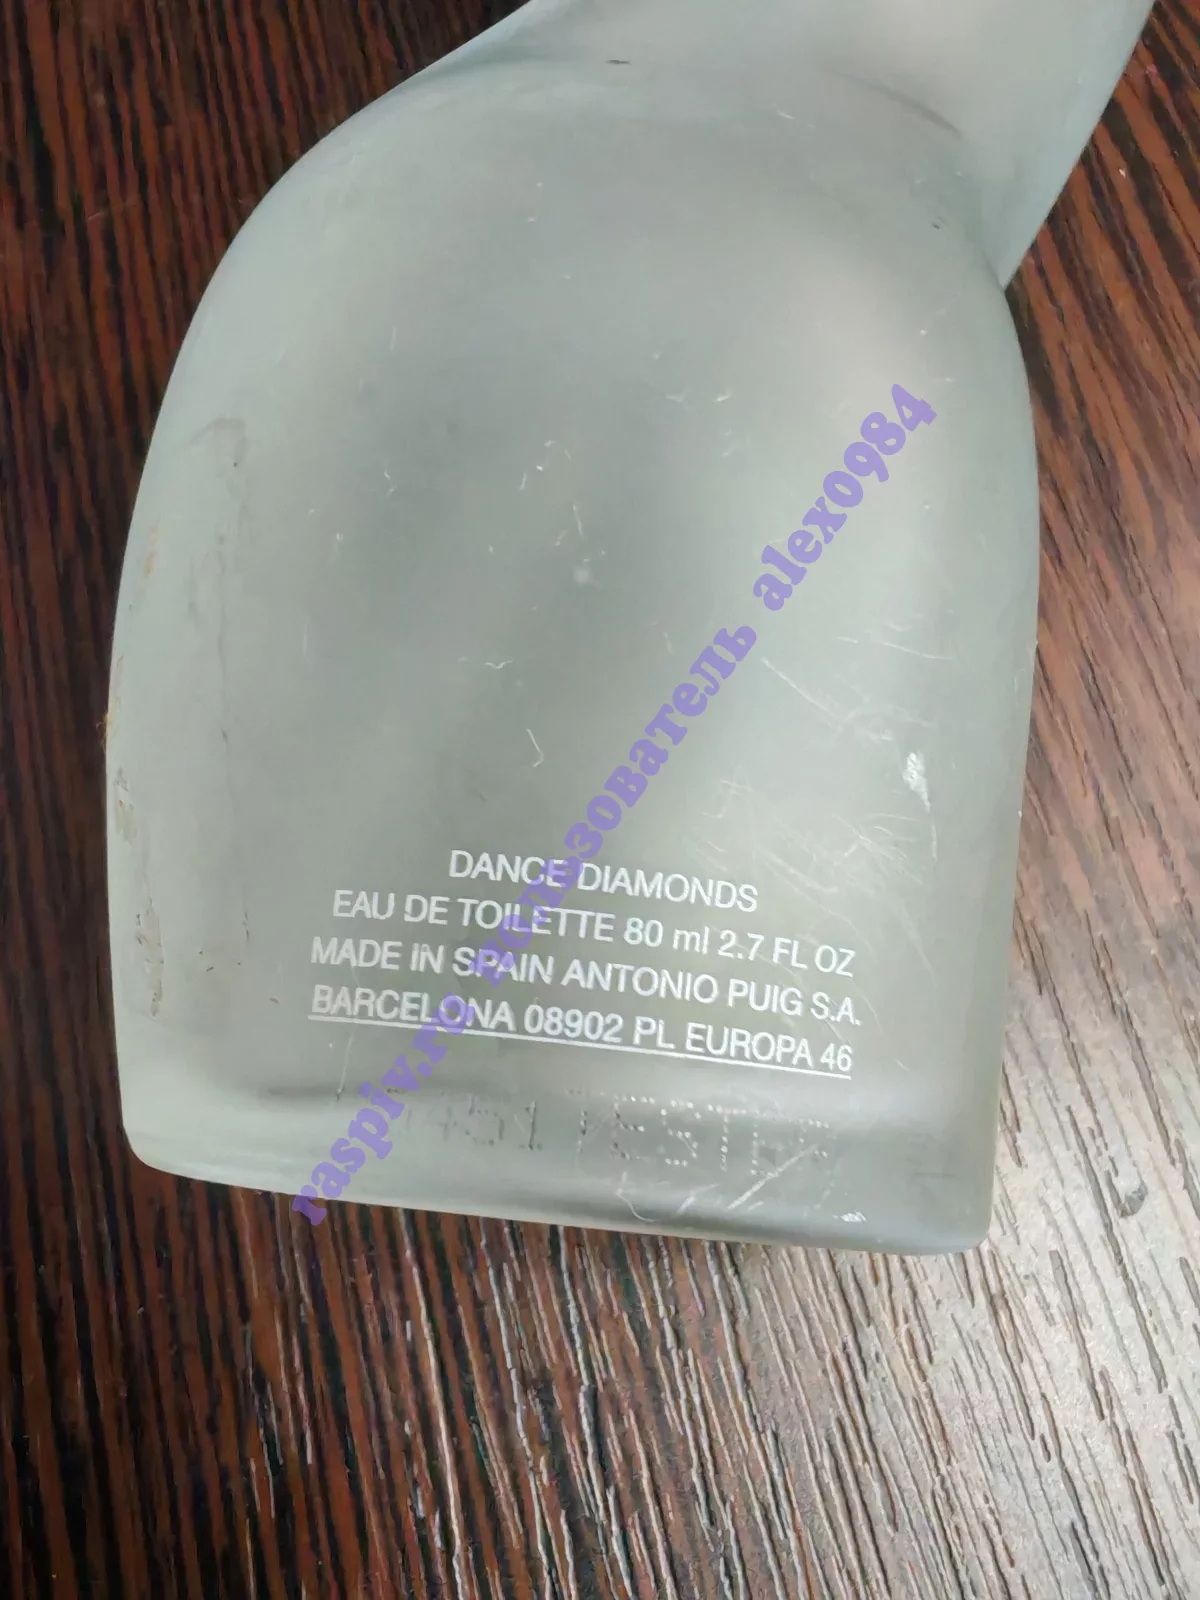 DANCE DIAMONDS
EAU DE TOILETTE 80 ml 2.7 FL OZ
MADE IN SPAIN ANTONIO PUIG S.A.
BARCELONA 08902 PL EUROPA 46
raspiv.ru пользователь alex0984